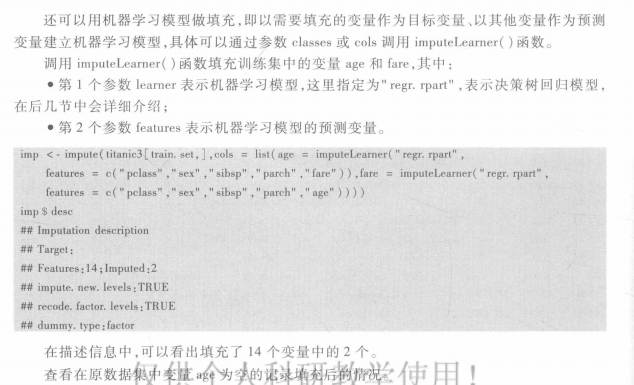 还可以用机器学习模型做填充,即以需要填充的变量作为目标变量、以其他变量作为预测
变量建立机器学习模型,具体可以通过参数 classes 或 cols 调用 imputeLearner( )函数。
调用 imputeLearner( )函数填充训练集中的变量 age 和 fare,其中:
● 第 1 个参数 learner 表示机器学习模型,这里指定为" regr. rpart" ,表示决策树回归模型,
在后几节中会详细介绍;
● 第 2 个参数 features 表示机器学习模型的预测变量。
imp < - impute( titanic3[ train. set, ] ,cols = list( age = imputeLearner( " regr. rpart" ,
features = c( " pclass" ," sex" ," sibsp" ," parch" ," fare" ) ) ,fare = imputeLearner( " regr. rpart" ,
features = c( " pclass" ," sex" ," sibsp" ," parch" ," age" ) ) ) )
imp $ desc
## Imputation description
## Target:
## Features:14;Imputed:2
## impute. new. levels:TRUE
## recode. factor. levels:TRUE
## dummy. type:factor
在描述信息中,可以看出填充了 14 个变量中的 2 个。
查看在原数据集中变量 age 为空的记录填充后的情况。
仅供个人科研教学使用!